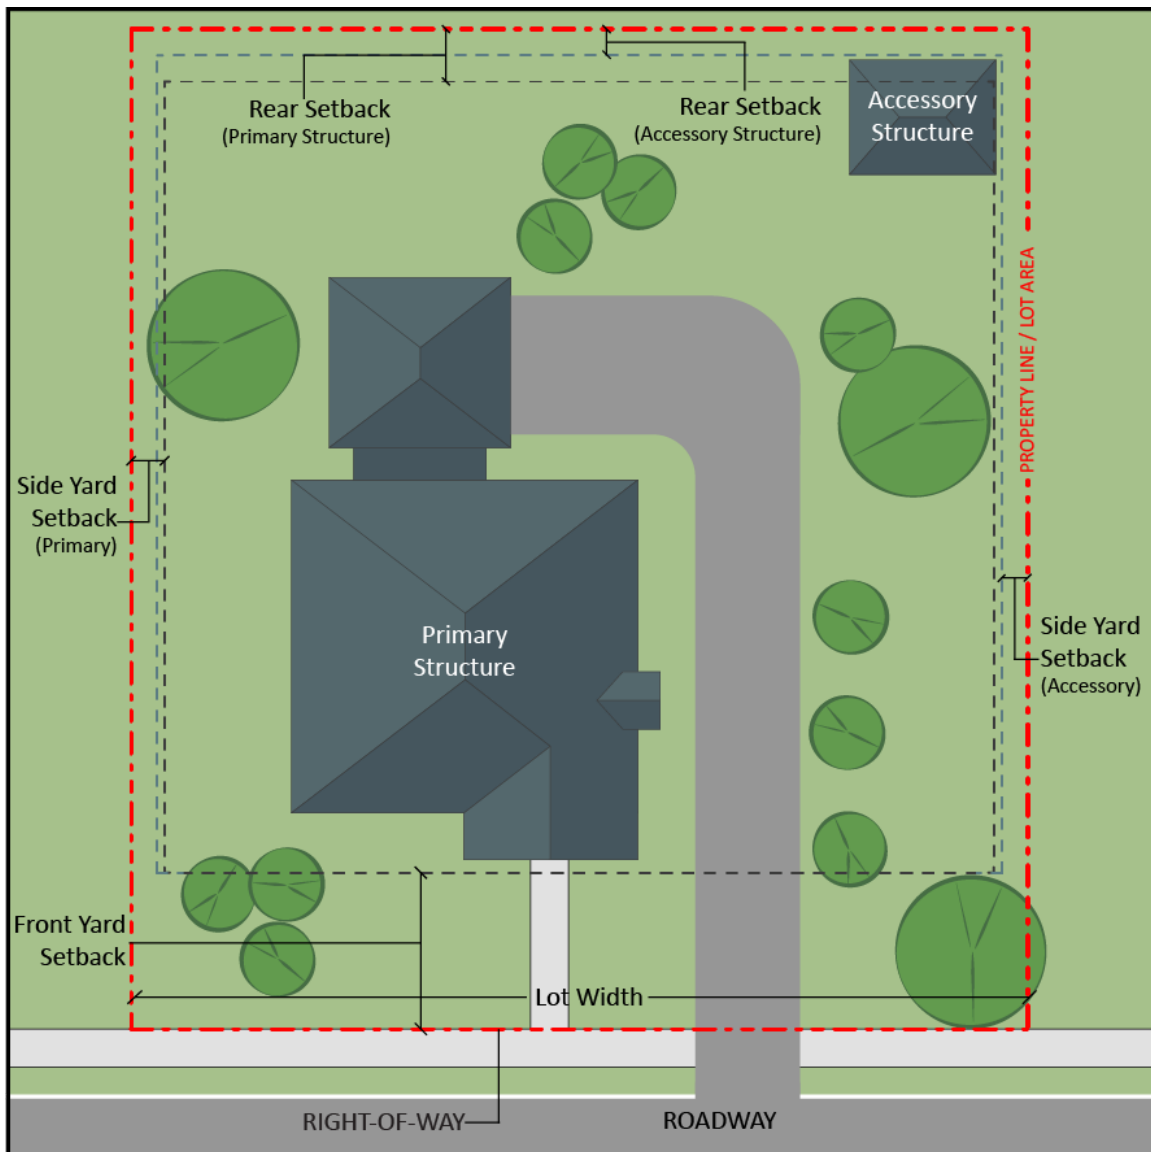 Rear Setback
(Primary Structure)
Rear Setback
(Accessory Structure)
Accessory
Structure
PROPERTY LINE / LOT AREA
Side Yard
Setback
(Primary)
Primary
Structure
Side Yard
Setback
(Accessory)
Front Yard
Setback
Lot Width
RIGHT-OF-WAY
ROADWAY